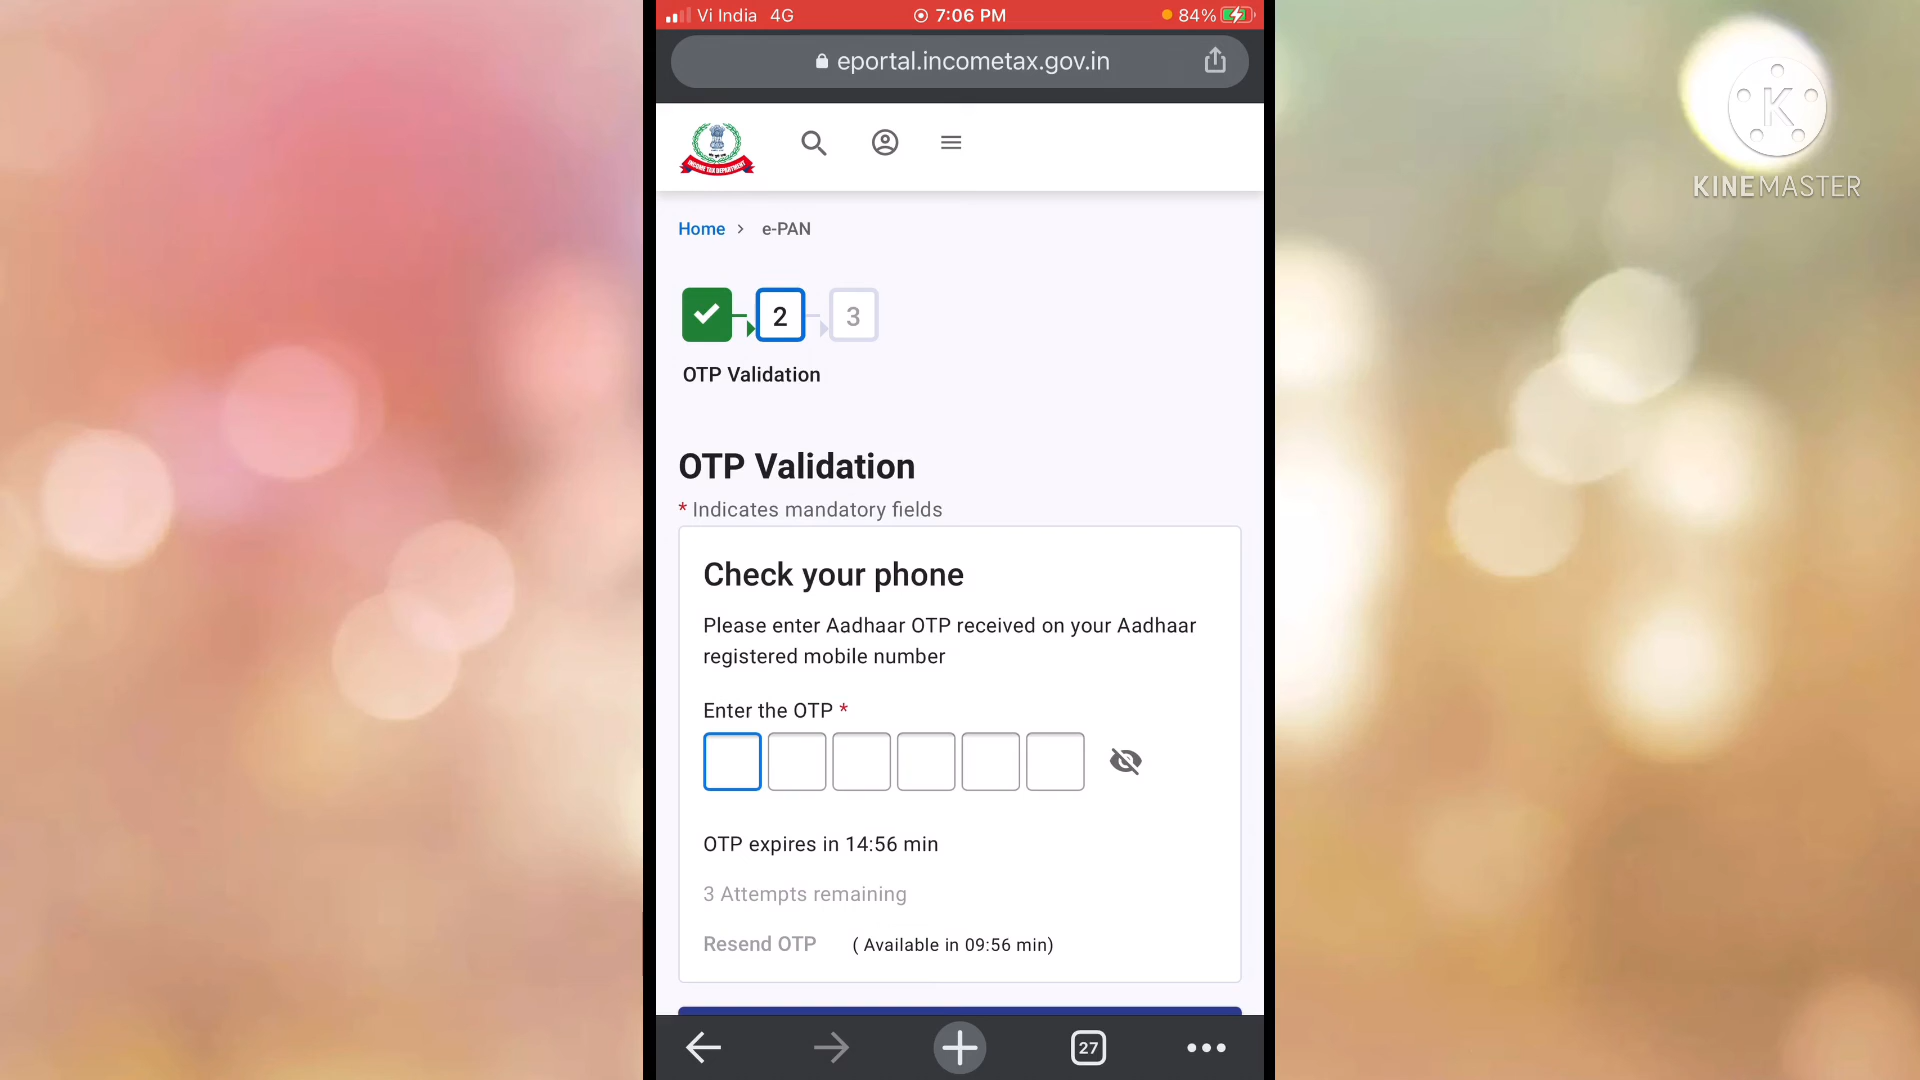 Vi India 4G 7:06 PM 84%
eportal.incometax.gov.in
INCOME TAX DEPARTMENT
K
KINEMASTER
Home > e-PAN
2 3
OTP Validation
OTP Validation
* Indicates mandatory fields
Check your phone
Please enter Aadhaar OTP received on your Aadhaar
registered mobile number
Enter the OTP *
OTP expires in 14:56 min
3 Attempts remaining
Resend OTP ( Available in 09:56 min)
27